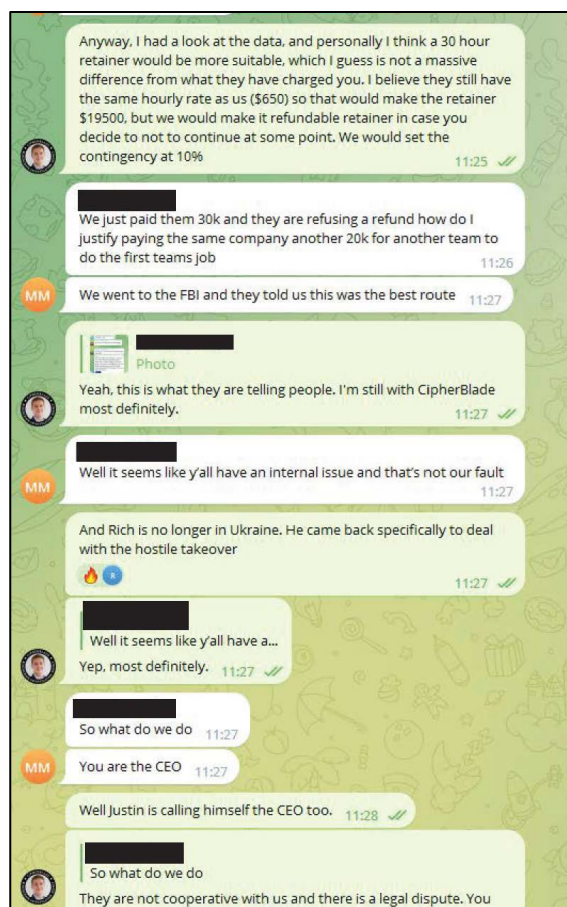 Anyway, I had a look at the data, and personally I think a 30 hour
retainer would be more suitable, which I guess is not a massive
difference from what they have charged you. I believe they still have
the same hourly rate as us ($650) so that would make the retainer
$19500, but we would make it refundable retainer in case you
decide to not to continue at some point. We would set the
contingency at 10%
11:25
We just paid them 30k and they are refusing a refund how do I
justify paying the same company another 20k for another team to
do the first teams job
11:26
MM
We went to the FBI and they told us this was the best route 11:27
Photo
Yeah, this is what they are telling people. I'm still with CipherBlade
most definitely.
11:27
MM
Well it seems like y'all have an internal issue and that's not our fault
11:27
And Rich is no longer in Ukraine. He came back specifically to deal
with the hostile takeover
11:27
Well it seems like y'all have a...
Yep, most definitely. 11:27
So what do we do 11:27
MM
You are the CEO 11:27
Well Justin is calling himself the CEO too. 11:28
So what do we do
They are not cooperative with us and there is a legal dispute. You